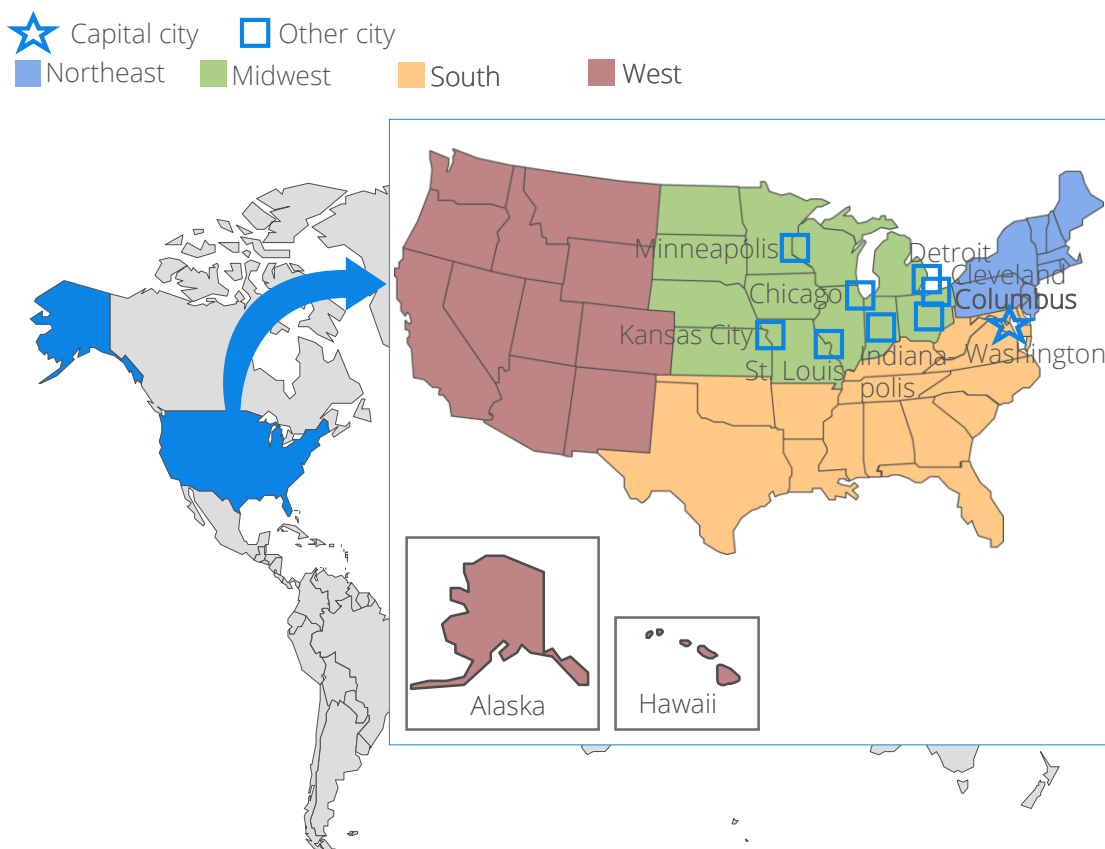 Capital city
Other city
Northeast
Midwest
South
West
Minneapolis
Detroit
Cleveland
Chicago
Columbus
Kansas City
St. Louis
Indiana-
polis
Washington
Alaska
Hawaii